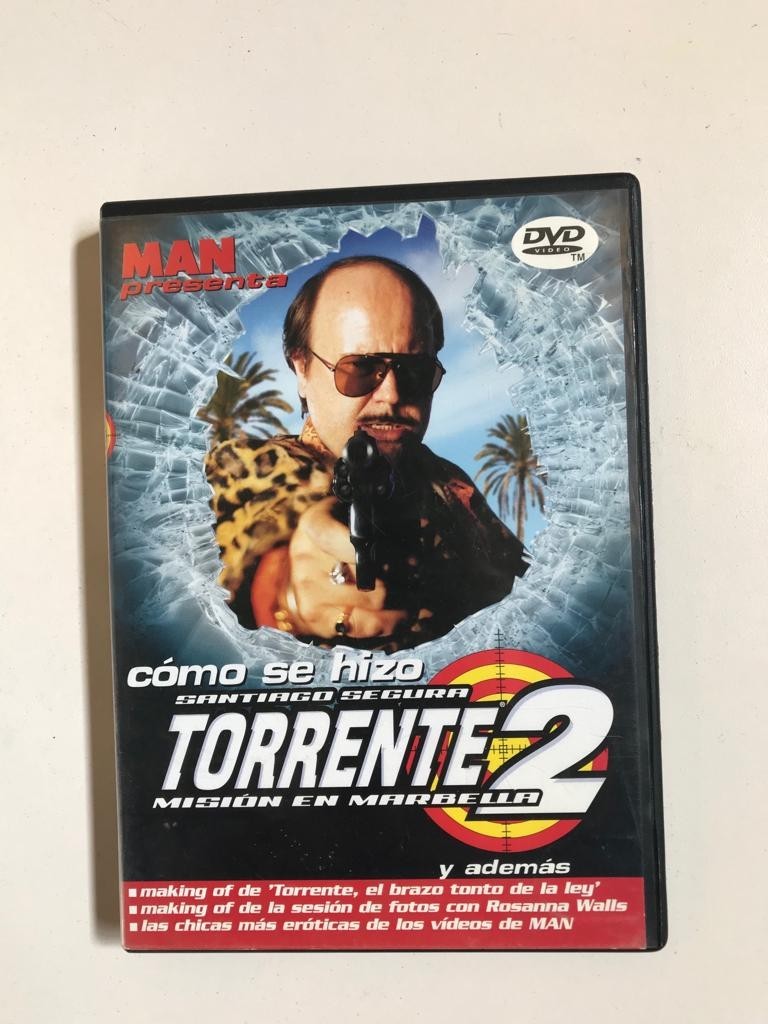 MAN
presenta
DVD
VIDEO
TM
cómo se hizo
SANTIAGO SEGURA
TORRENTE 2
®
MISIÓN EN MARBELLA
y además
■ making of de 'Torrente, el brazo tonto de la ley'
■ making of de la sesión de fotos con Rosanna Walls
■ las chicas más eróticas de los vídeos de MAN